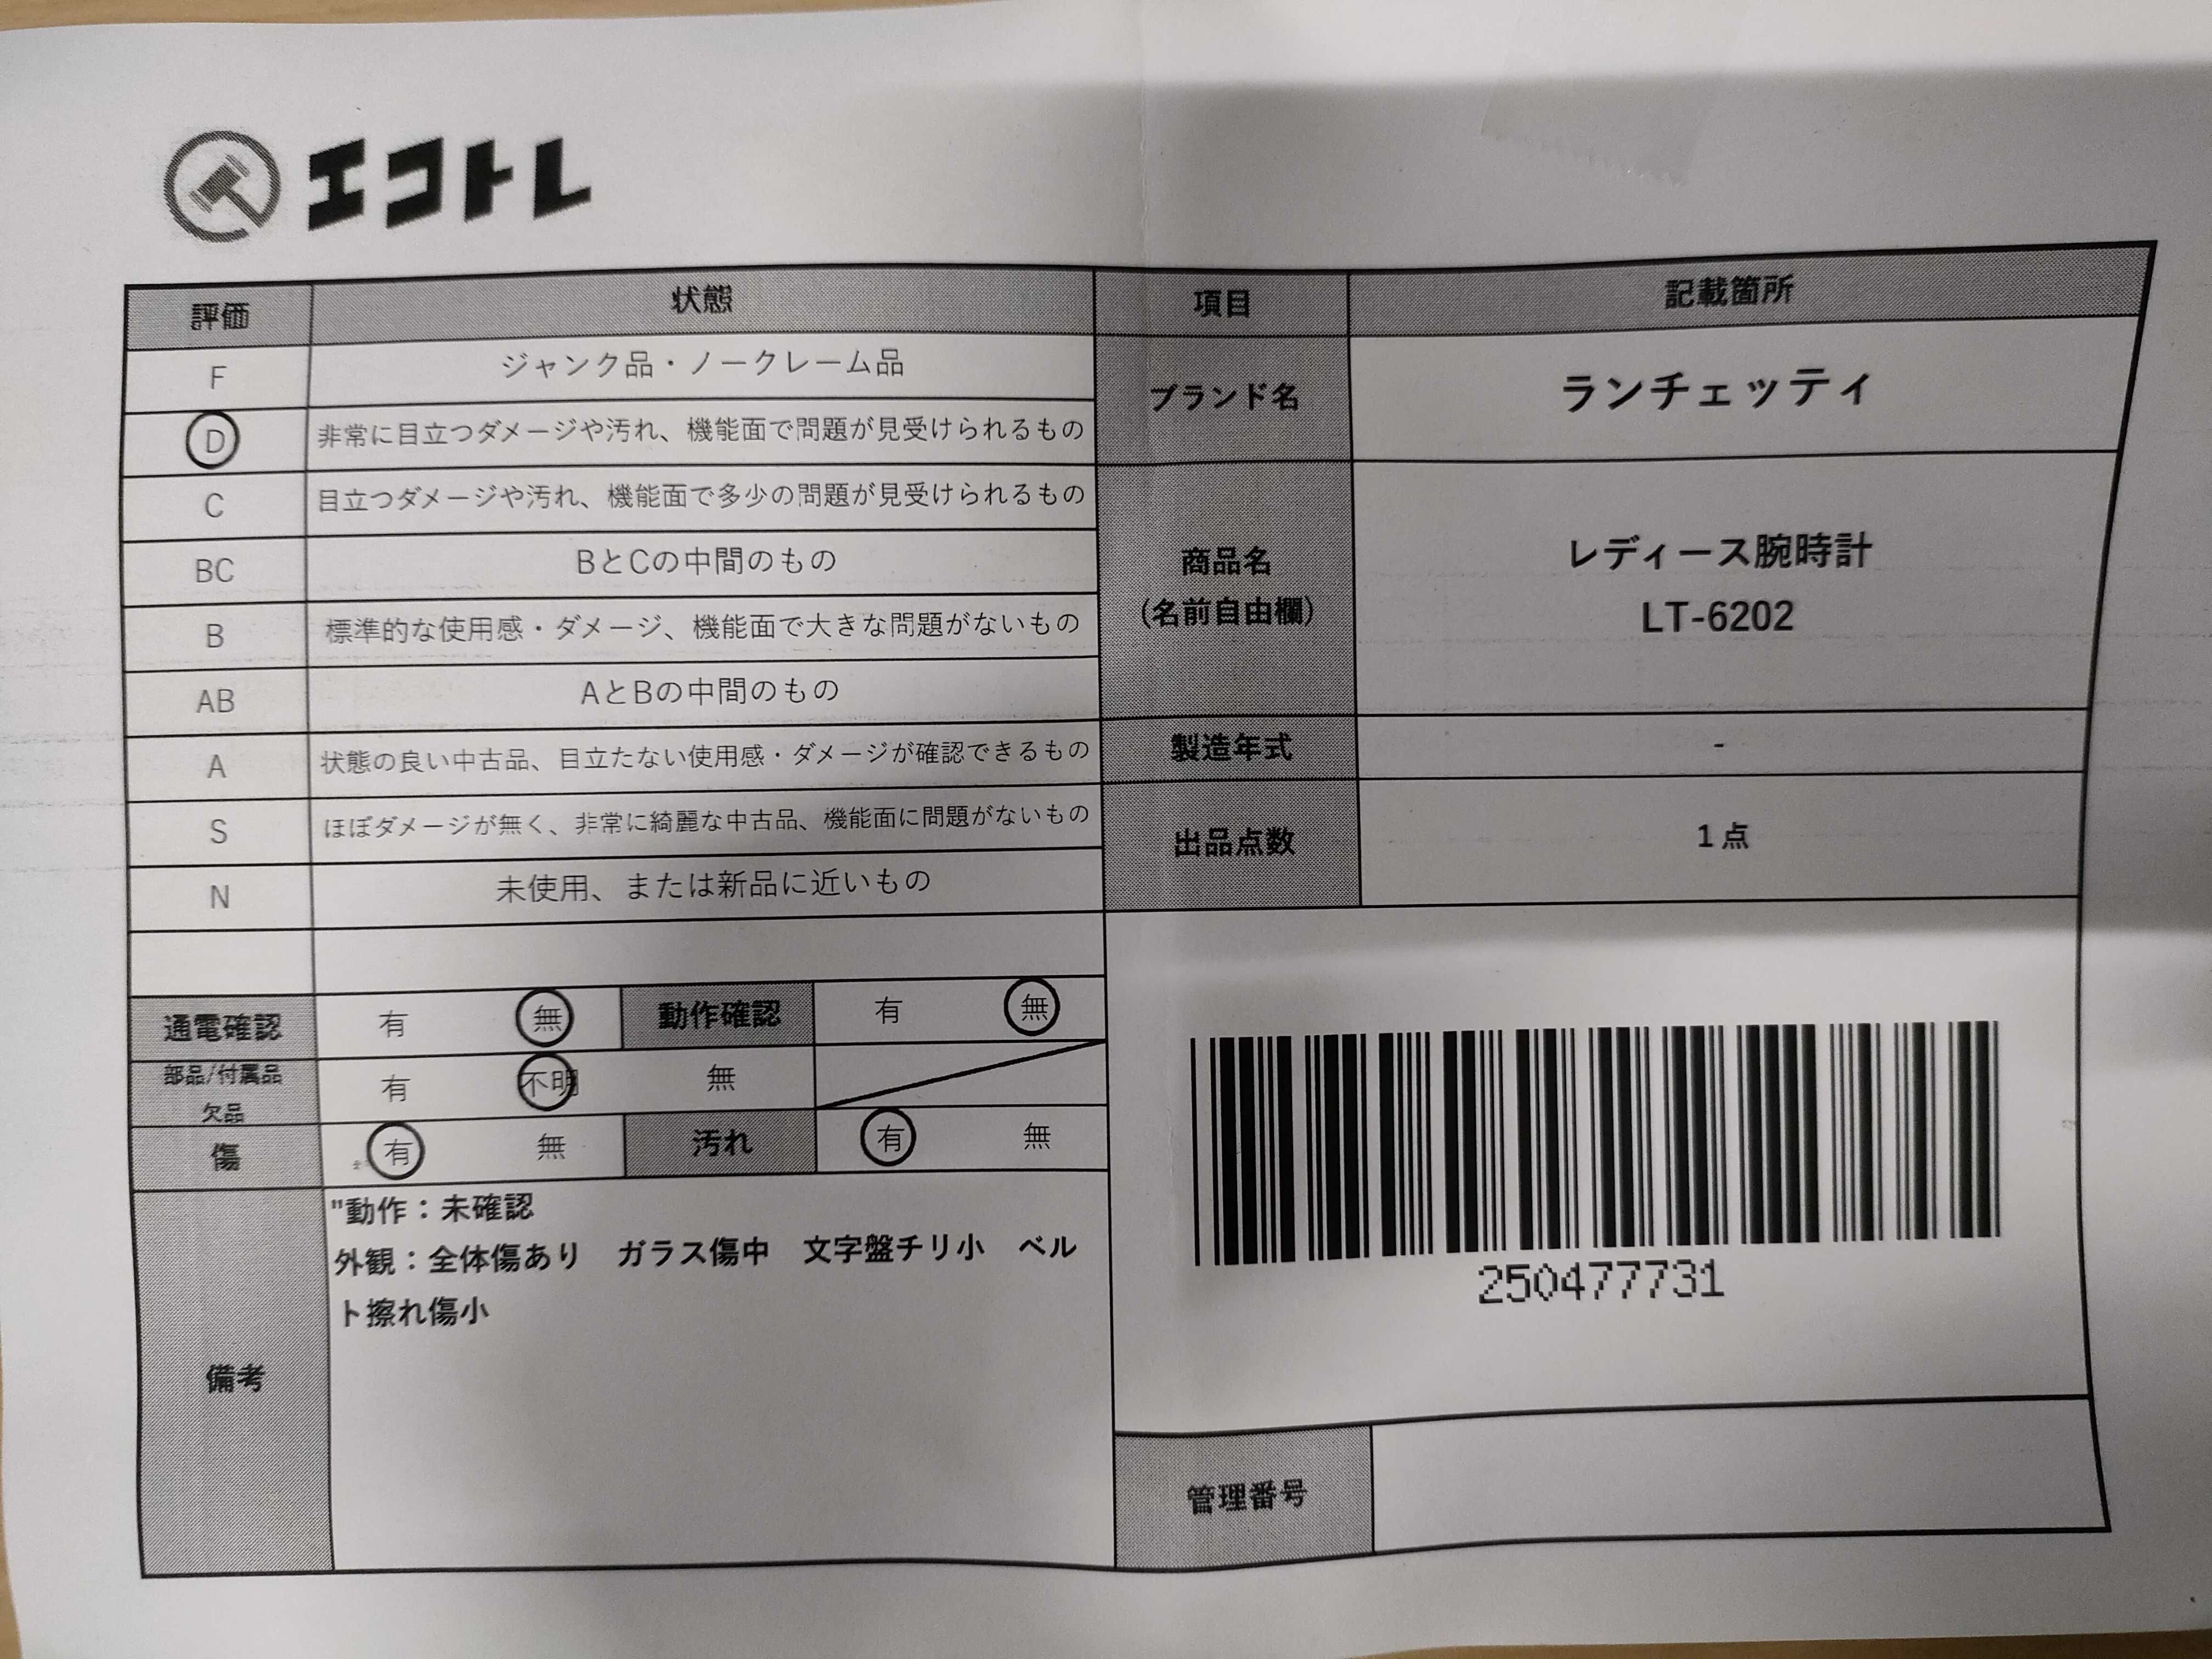 エコトレ
評価 状態 項目 記載箇所
F ジャンク品・ノークレーム品
D 非常に目立つダメージや汚れ、機能面で問題が見受けられるもの
C 目立つダメージや汚れ、機能面で多少の問題が見受けられるもの
BC BとCの中間のもの
B 標準的な使用感・ダメージ、機能面で大きな問題がないもの
AB AとBの中間のもの
A 状態の良い中古品、目立たない使用感・ダメージが確認できるもの
S ほぼダメージが無く、非常に綺麗な中古品、機能面に問題がないもの
N 未使用、または新品に近いもの
ブランド名 ランチェッティ
商品名
(名前自由欄)
レディース腕時計
LT-6202
製造年式 -
出品点数 1点
通電確認 有 無 動作確認 有 無
部品/付属品
欠品
有 不明 無
傷 有 無 汚れ 有 無
備考
"動作：未確認
外観：全体傷あり ガラス傷中 文字盤チリ小 ベル
ト擦れ傷小
250477731
管理番号